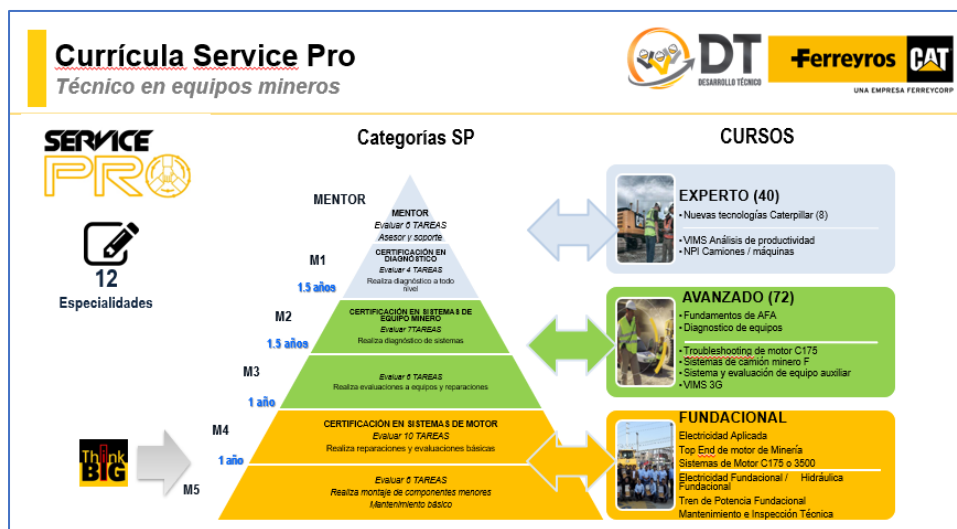 Currícula Service Pro
Técnico en equipos mineros
DT
DESARROLLO TÉCNICO
Ferreyros CAT
UNA EMPRESA FERREYCORP
SERVICE
PRO
12
Especialidades
Categorías SP
MENTOR
MENTOR
Evaluar 6 TAREAS
Asesor y soporte
M1
1.5 años
CERTIFICACIÓN EN
DIAGNÓSTICO
Evaluar 4 TAREAS
Realiza diagnóstico a todo
nivel
M2
1.5 años
CERTIFICACIÓN EN SISTEMAS DE
EQUIPO MINERO
Evaluar 7TAREAS
Realiza diagnóstico de sistemas
M3
1 año
Evaluar 6 TAREAS
Realiza evaluaciones a equipos y reparaciones
M4
1 año
CERTIFICACIÓN EN SISTEMAS DE MOTOR
Evaluar 10 TAREAS
Realiza reparaciones y evaluaciones básicas
Think
BIG
M5
Evaluar 6 TAREAS
Realiza montaje de componentes menores
Mantenimiento básico
CURSOS
EXPERTO (40)
• Nuevas tecnologías Caterpillar (8)
• VIMS Análisis de productividad
• NPI Camiones / máquinas
AVANZADO (72)
• Fundamentos de AFA
• Diagnostico de equipos
• Troubleshooting de motor C175
• Sistemas de camión minero F
• Sistema y evaluación de equipo auxiliar
• VIMS 3G
FUNDACIONAL
Electricidad Aplicada
Top End de motor de Minería
Sistemas de Motor C175 o 3500
Electricidad Fundacional / Hidráulica
Fundacional
Tren de Potencia Fundacional
Mantenimiento e Inspección Técnica